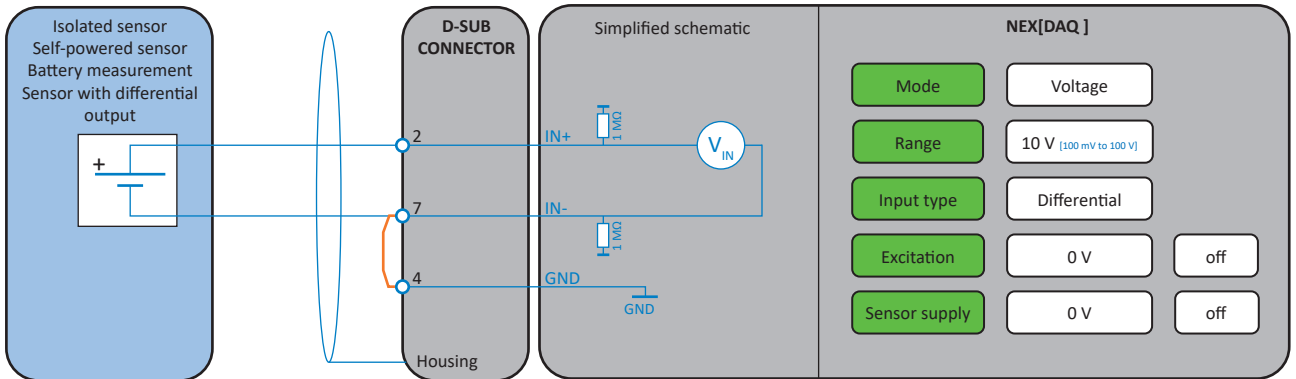 Isolated sensor
Self-powered sensor
Battery measurement
Sensor with differential
output
+
D-SUB
CONNECTOR
2
7
4
Housing
Simplified schematic
IN+
1 MΩ
V IN
IN-
1 MΩ
GND
GND
NEX[DAQ ]
Mode Voltage
Range 10 V [100 mV to 100 V]
Input type Differential
Excitation 0 V off
Sensor supply 0 V off